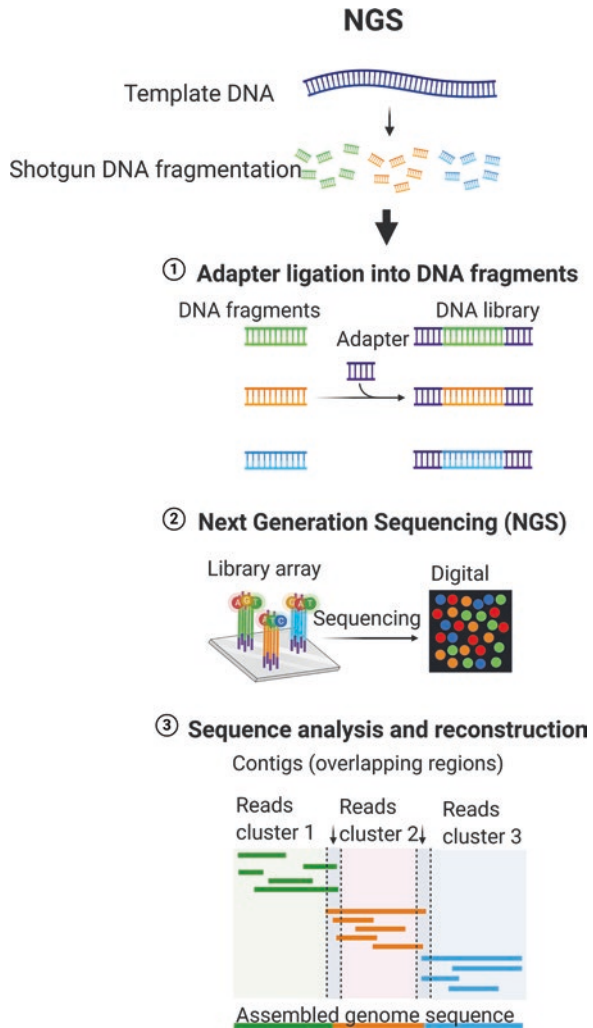 NGS
Template DNA
Shotgun DNA fragmentation
① Adapter ligation into DNA fragments
DNA fragments
DNA library
Adapter
② Next Generation Sequencing (NGS)
Library array
Digital
A G T
G A T
A T C
Sequencing
③ Sequence analysis and reconstruction
Contigs (overlapping regions)
Reads cluster 1
Reads cluster 2
Reads cluster 3
Assembled genome sequence